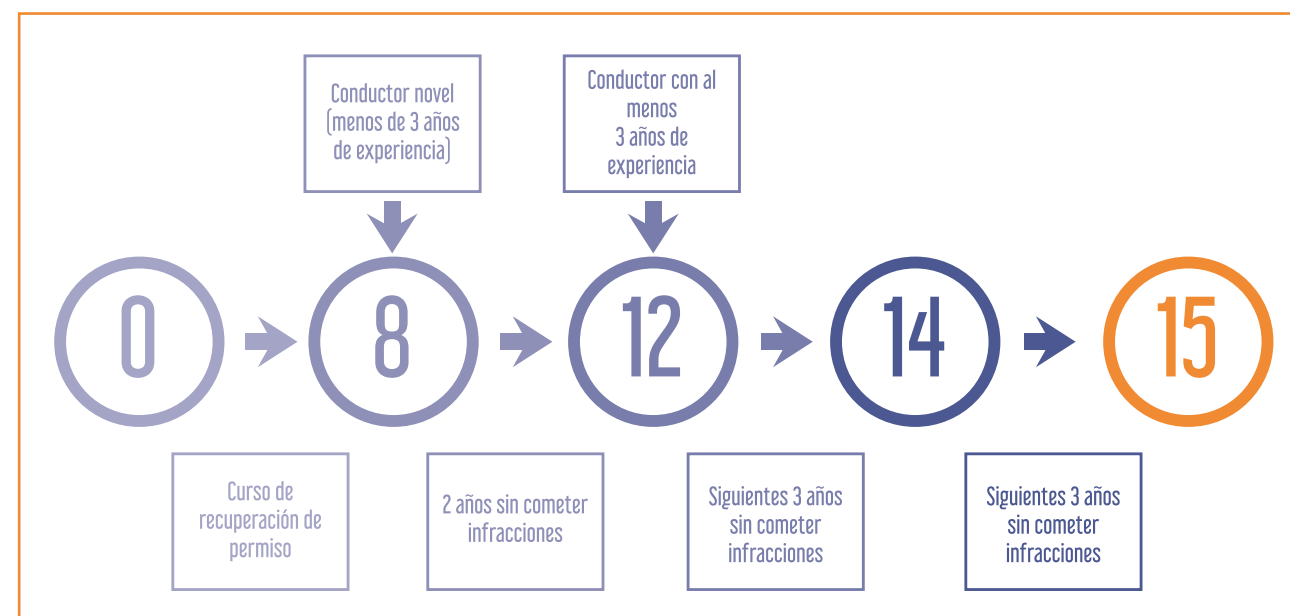 Conductor novel
(menos de 3 años
de experiencia)
Conductor con al
menos
3 años de
experiencia
0
8
12
14
15
Curso de
recuperación de
permiso
2 años sin cometer
infracciones
Siguientes 3 años
sin cometer
infracciones
Siguientes 3 años
sin cometer
infracciones